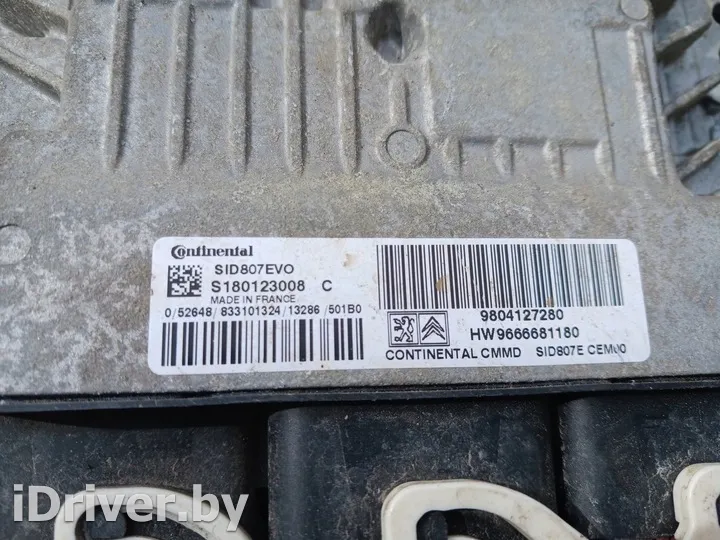 Continental
SID807EVO
S180123008 C
MADE IN FRANCE
0/52648/833101324/13286/501B0
9804127280
HW9666681180
CONTINENTAL CMMD SID807E CEM00
iDriver.by